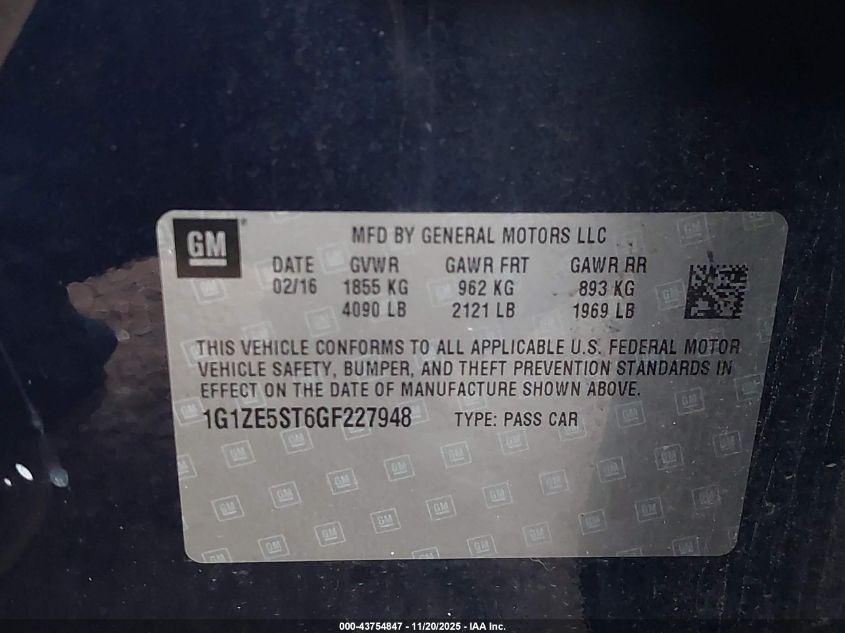 GM
MFD BY GENERAL MOTORS LLC
DATE GVWR GAWR FRT GAWR RR
02/16 1855 KG 962 KG 893 KG
4090 LB 2121 LB 1969 LB
THIS VEHICLE CONFORMS TO ALL APPLICABLE U.S. FEDERAL MOTOR
VEHICLE SAFETY, BUMPER, AND THEFT PREVENTION STANDARDS IN
EFFECT ON THE DATE OF MANUFACTURE SHOWN ABOVE.
1G1ZE5ST6GF227948 TYPE: PASS CAR
000-43754847 - 11/20/2025 - IAA Inc.